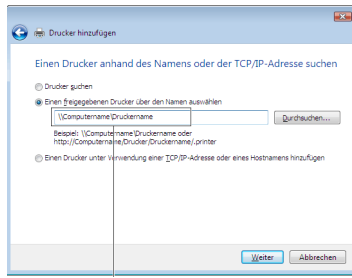 Drucker hinzufügen
Einen Drucker anhand des Namens oder der TCP/IP-Adresse suchen
Drucker suchen
Einen freigegebenen Drucker über den Namen auswählen
\\Computername\Druckername
Durchsuchen...
Beispiel: \\Computername\Druckername oder
http://Computername/Drucker/Druckername/.printer
Einen Drucker unter Verwendung einer TCP/IP-Adresse oder eines Hostnamens hinzufügen
Weiter
Abbrechen